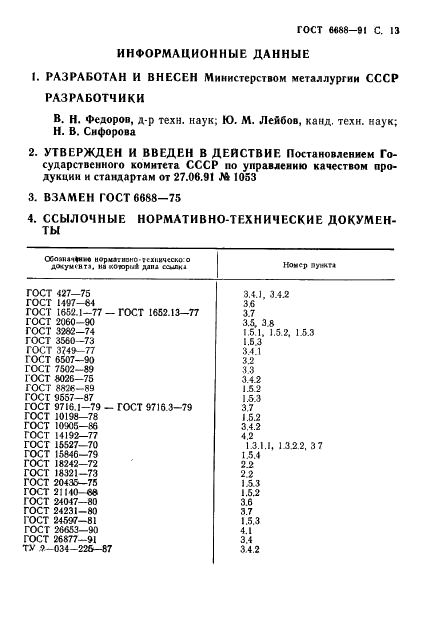 ГОСТ 6688—91 С. 13
ИНФОРМАЦИОННЫЕ ДАННЫЕ
1. РАЗРАБОТАН И ВНЕСЕН Министерством металлургии СССР
РАЗРАБОТЧИКИ
В. Н. Федоров, д-р техн. наук; Ю. М. Лейбов, канд. техн. наук;
Н. В. Сифорова
2. УТВЕРЖДЕН И ВВЕДЕН В ДЕЙСТВИЕ Постановлением Го-
сударственного комитета СССР по управлению качеством про-
дукции и стандартам от 27.06.91 № 1053
3. ВЗАМЕН ГОСТ 6688—75
4. ССЫЛОЧНЫЕ НОРМАТИВНО-ТЕХНИЧЕСКИЕ ДОКУМЕН-
ТЫ
Обозначение нормативно-технического
документа, на который дана ссылка
Номер пункта
ГОСТ 427—75 3.4.1, 3.4.2
ГОСТ 1497—84 3.6
ГОСТ 1652.1—77 — ГОСТ 1652.13—77 3.7
ГОСТ 2060—90 3.5, 3.8
ГОСТ 3282—74 1.5.1, 1.5.2, 1.5.3
ГОСТ 3560—73 1.5.3
ГОСТ 3749—77 3.4.1
ГОСТ 6507—90 3.2
ГОСТ 7502—89 3.3
ГОСТ 8026—75 3.4.2
ГОСТ 8828—89 1.5.2
ГОСТ 9557—87 1.5.3
ГОСТ 9716.1—79 — ГОСТ 9716.3—79 3.7
ГОСТ 10198—78 1.5.2
ГОСТ 10905—86 3.4.2
ГОСТ 14192—77 4.2
ГОСТ 15527—70 1.3.1.1, 1.3.2.2, 3 7
ГОСТ 15846—79 1.5.4
ГОСТ 18242—72 2.2
ГОСТ 18321—73 2.2
ГОСТ 20435—75 1.5.3
ГОСТ 21140—88 1.5.2
ГОСТ 24047—80 3.6
ГОСТ 24231—80 3.7
ГОСТ 24597—81 1.5.3
ГОСТ 26653—90 4.1
ГОСТ 26877—91 3.4
ТУ 2—034—225—87 3.4.2